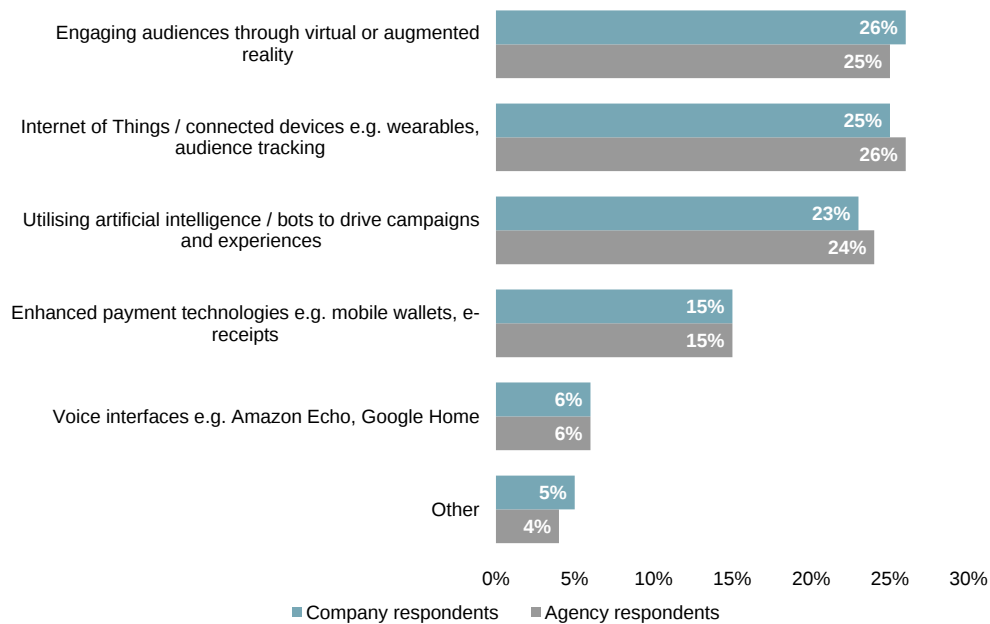 Engaging audiences through virtual or augmented
reality
26%
25%
Internet of Things / connected devices e.g. wearables,
audience tracking
25%
26%
Utilising artificial intelligence / bots to drive campaigns
and experiences
23%
24%
Enhanced payment technologies e.g. mobile wallets, e-
receipts
15%
15%
Voice interfaces e.g. Amazon Echo, Google Home
6%
6%
Other
5%
4%
0% 5% 10% 15% 20% 25% 30%
Company respondents Agency respondents